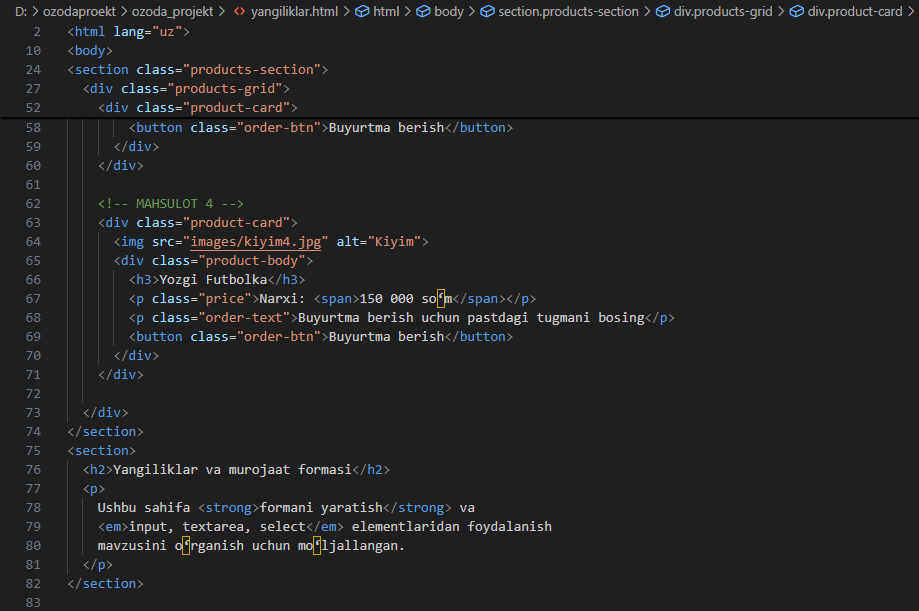 D: > ozodaproekt > ozoda_projekt > <> yangiliklar.html > html > body > section.products-section > div.products-grid > div.product-card >
2 <html lang="uz">
10 <body>
24 <section class="products-section">
27 <div class="products-grid">
52 <div class="product-card">
58 <button class="order-btn">Buyurtma berish</button>
59 </div>
60 </div>
61
62 <!-- MAHSULOT 4 -->
63 <div class="product-card">
64 <img src="images/kiyim4.jpg" alt="Kiyim">
65 <div class="product-body">
66 <h3>Yozgi Futbolka</h3>
67 <p class="price">Narxi: <span>150 000 so‘m</span></p>
68 <p class="order-text">Buyurtma berish uchun pastdagi tugmani bosing</p>
69 <button class="order-btn">Buyurtma berish</button>
70 </div>
71 </div>
72
73 </div>
74 </section>
75 <section>
76 <h2>Yangiliklar va murojaat formasi</h2>
77 <p>
78 Ushbu sahifa <strong>formani yaratish</strong> va
79 <em>input, textarea, select</em> elementlaridan foydalanish
80 mavzusini o‘rganish uchun mo‘ljallangan.
81 </p>
82 </section>
83